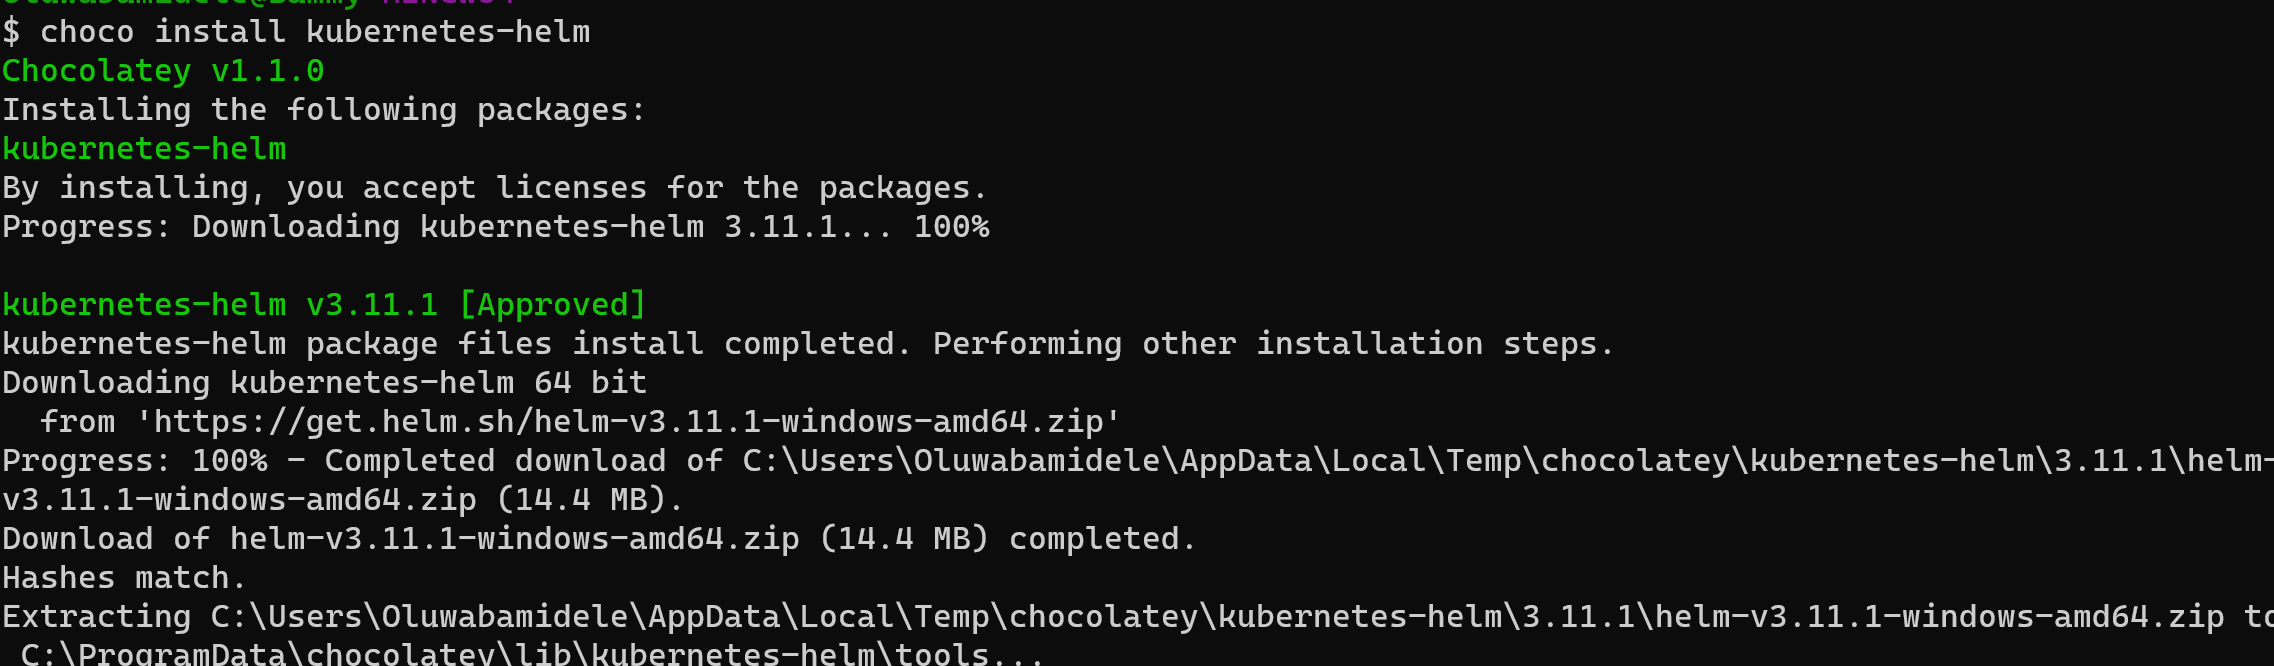 Oluwabamidele@Bammy MINGW64
$ choco install kubernetes-helm
Chocolatey v1.1.0
Installing the following packages:
kubernetes-helm
By installing, you accept licenses for the packages.
Progress: Downloading kubernetes-helm 3.11.1... 100%
kubernetes-helm v3.11.1 [Approved]
kubernetes-helm package files install completed. Performing other installation steps.
Downloading kubernetes-helm 64 bit
from 'https://get.helm.sh/helm-v3.11.1-windows-amd64.zip'
Progress: 100% - Completed download of C:\Users\Oluwabamidele\AppData\Local\Temp\chocolatey\kubernetes-helm\3.11.1\helm-
v3.11.1-windows-amd64.zip (14.4 MB).
Download of helm-v3.11.1-windows-amd64.zip (14.4 MB) completed.
Hashes match.
Extracting C:\Users\Oluwabamidele\AppData\Local\Temp\chocolatey\kubernetes-helm\3.11.1\helm-v3.11.1-windows-amd64.zip to
C:\ProgramData\chocolatey\lib\kubernetes-helm\tools...